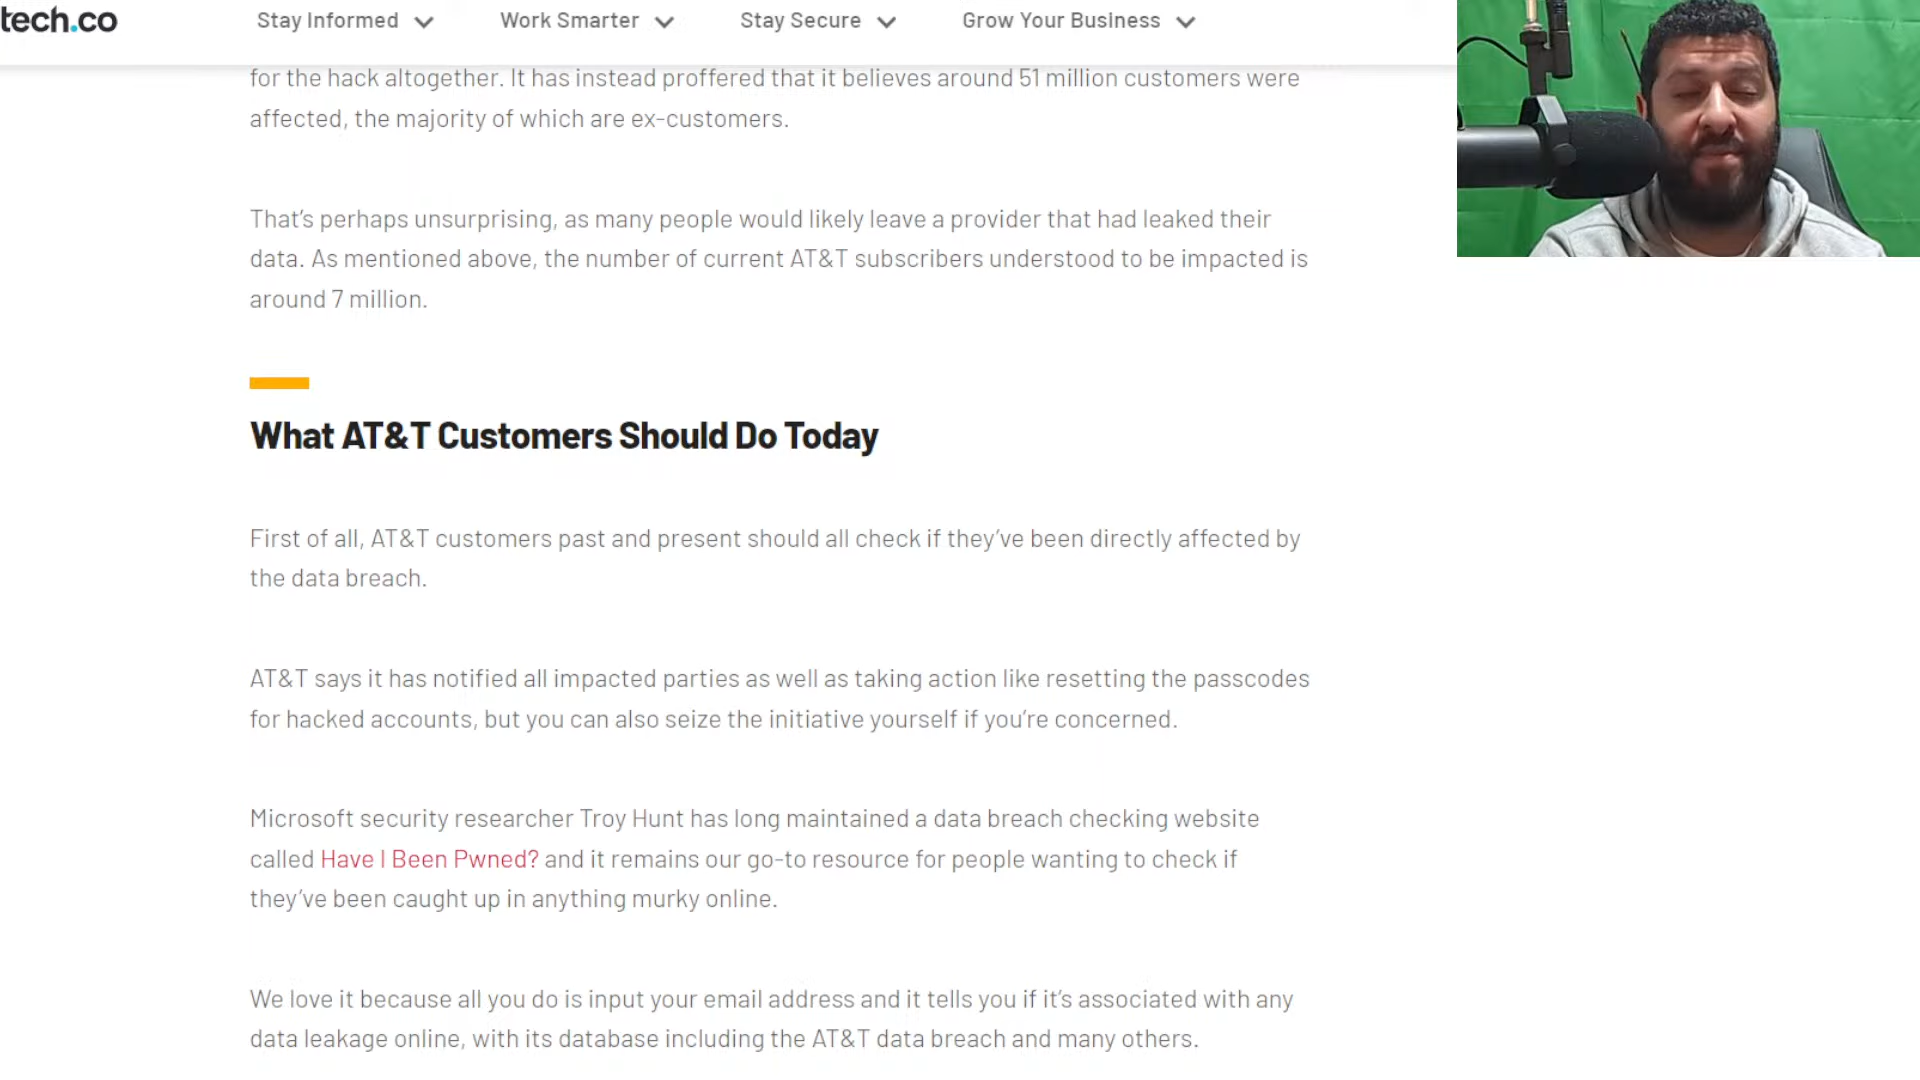 tech.co
Stay Informed
Work Smarter
Stay Secure
Grow Your Business
for the hack altogether. It has instead proffered that it believes around 51 million customers were
affected, the majority of which are ex-customers.
That's perhaps unsurprising, as many people would likely leave a provider that had leaked their
data. As mentioned above, the number of current AT&T subscribers understood to be impacted is
around 7 million.
What AT&T Customers Should Do Today
First of all, AT&T customers past and present should all check if they've been directly affected by
the data breach.
AT&T says it has notified all impacted parties as well as taking action like resetting the passcodes
for hacked accounts, but you can also seize the initiative yourself if you're concerned.
Microsoft security researcher Troy Hunt has long maintained a data breach checking website
called Have I Been Pwned? and it remains our go-to resource for people wanting to check if
they've been caught up in anything murky online.
We love it because all you do is input your email address and it tells you if it's associated with any
data leakage online, with its database including the AT&T data breach and many others.